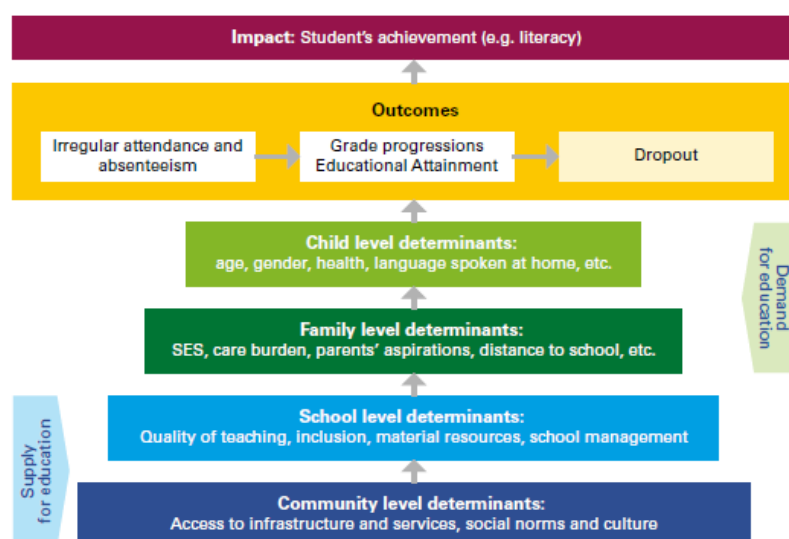 Impact: Student's achievement (e.g. literacy)
Outcomes
Irregular attendance and
absenteeism
Grade progressions
Educational Attainment
Dropout
Child level determinants:
age, gender, health, language spoken at home, etc.
Demand
for education
Family level determinants:
SES, care burden, parents' aspirations, distance to school, etc.
School level determinants:
Quality of teaching, inclusion, material resources, school management
Supply
for education
Community level determinants:
Access to infrastructure and services, social norms and culture